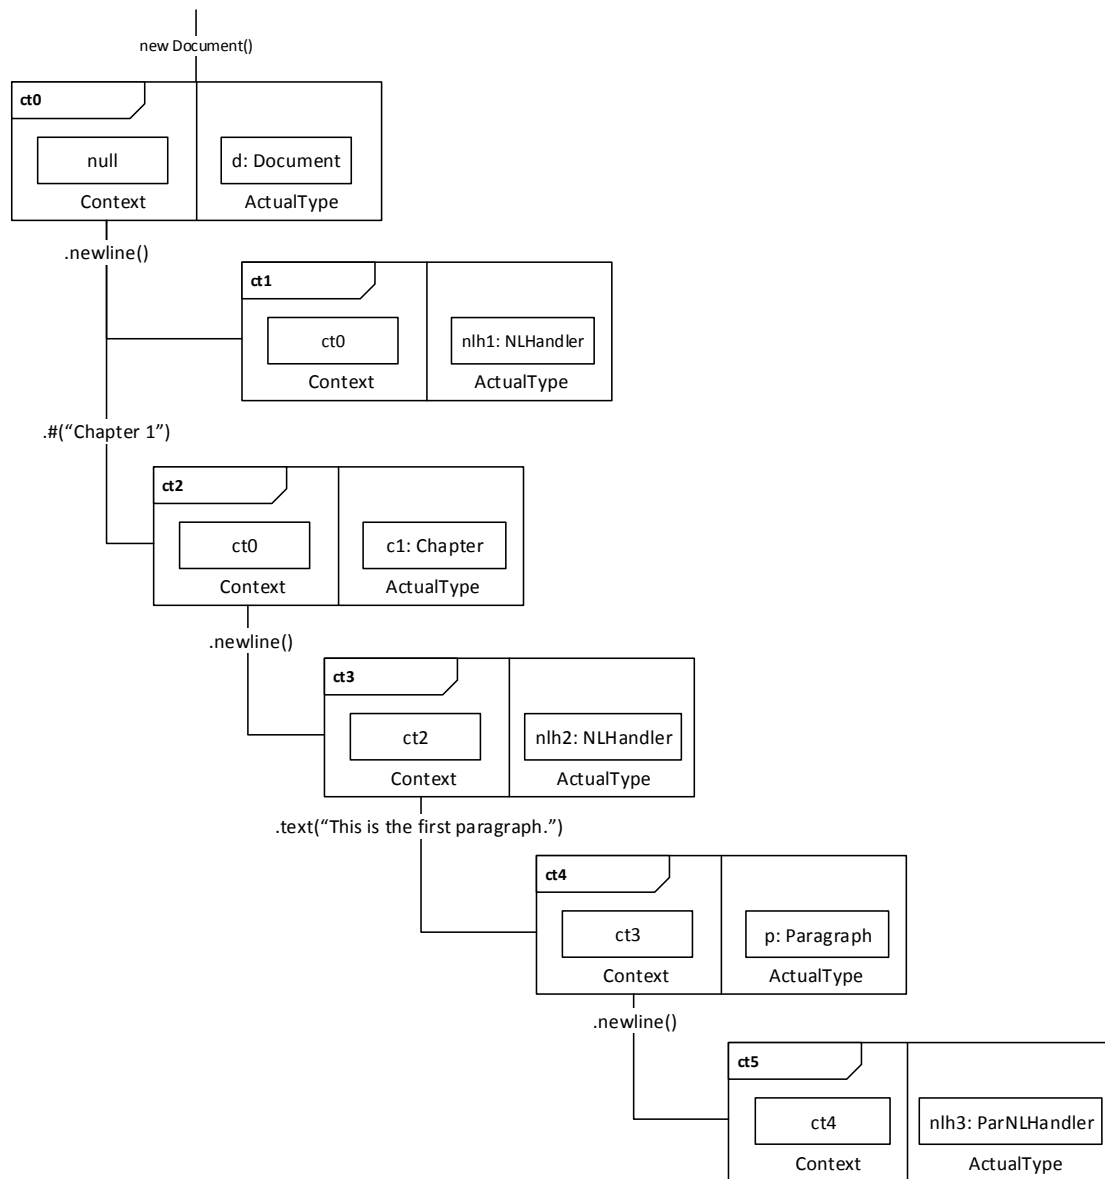 new Document()
ct0
null
d: Document
Context
ActualType
.newline()
ct1
ct0
nlh1: NLHandler
Context
ActualType
.#(“Chapter 1”)
ct2
ct0
c1: Chapter
Context
ActualType
.newline()
ct3
ct2
nlh2: NLHandler
Context
ActualType
.text(“This is the first paragraph.”)
ct4
ct3
p: Paragraph
Context
ActualType
.newline()
ct5
ct4
nlh3: ParNLHandler
Context
ActualType